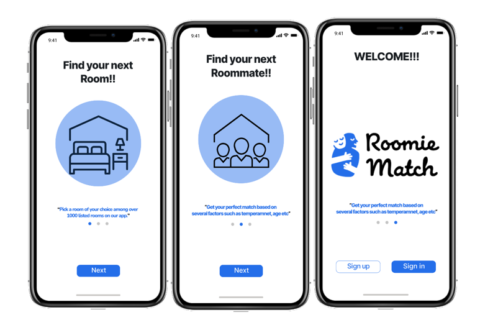 9:41
Find your next
Room!!
"Pick a room of your choice among over
1000 listed rooms on our app."
Next
9:41
Find your next
Roommate!!
"Get your perfect match based on
several factors such as temperamnet, age etc"
Next
9:41
WELCOME!!!
Roomie
Match
"Get your perfect match based on
several factors such as temperamnet, age etc"
Sign up
Sign in